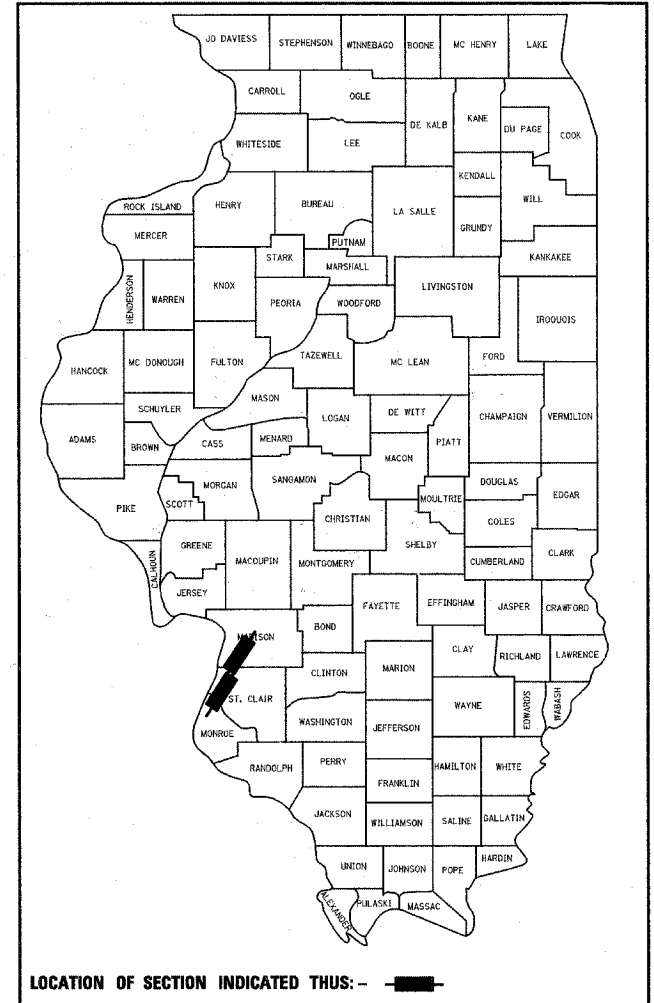 JO DAVIESS STEPHENSON WINNEBAGO BOONE MC HENRY LAKE
CARROLL OGLE DE KALB KANE DU PAGE COOK
WHITESIDE LEE
KENDALL
ROCK ISLAND HENRY BUREAU LA SALLE WILL
MERCER PUTNAM GRUNDY
STARK MARSHALL KANKAKEE
HENDERSON WARREN KNOX PEORIA WOODFORD LIVINGSTON
IROQUOIS
HANCOCK MC DONOUGH FULTON TAZEWELL MC LEAN FORD
SCHUYLER MASON
ADAMS BROWN CASS MENARD LOGAN DE WITT CHAMPAIGN VERMILION
PIATT
MACON
PIKE SCOTT MORGAN SANGAMON DOUGLAS EDGAR
MOULTRIE
CHRISTIAN COLES
CALHOUN GREENE MACOUPIN MONTGOMERY SHELBY CUMBERLAND CLARK
JERSEY FAYETTE EFFINGHAM JASPER CRAWFORD
MADISON BOND
CLAY RICHLAND LAWRENCE
CLINTON MARION
ST. CLAIR WAYNE EDWARDS WABASH
WASHINGTON JEFFERSON
MONROE
RANDOLPH PERRY HAMILTON WHITE
FRANKLIN
JACKSON WILLIAMSON SALINE GALLATIN
UNION JOHNSON POPE HARDIN
ALEXANDER PULASKI MASSAC
LOCATION OF SECTION INDICATED THUS: -